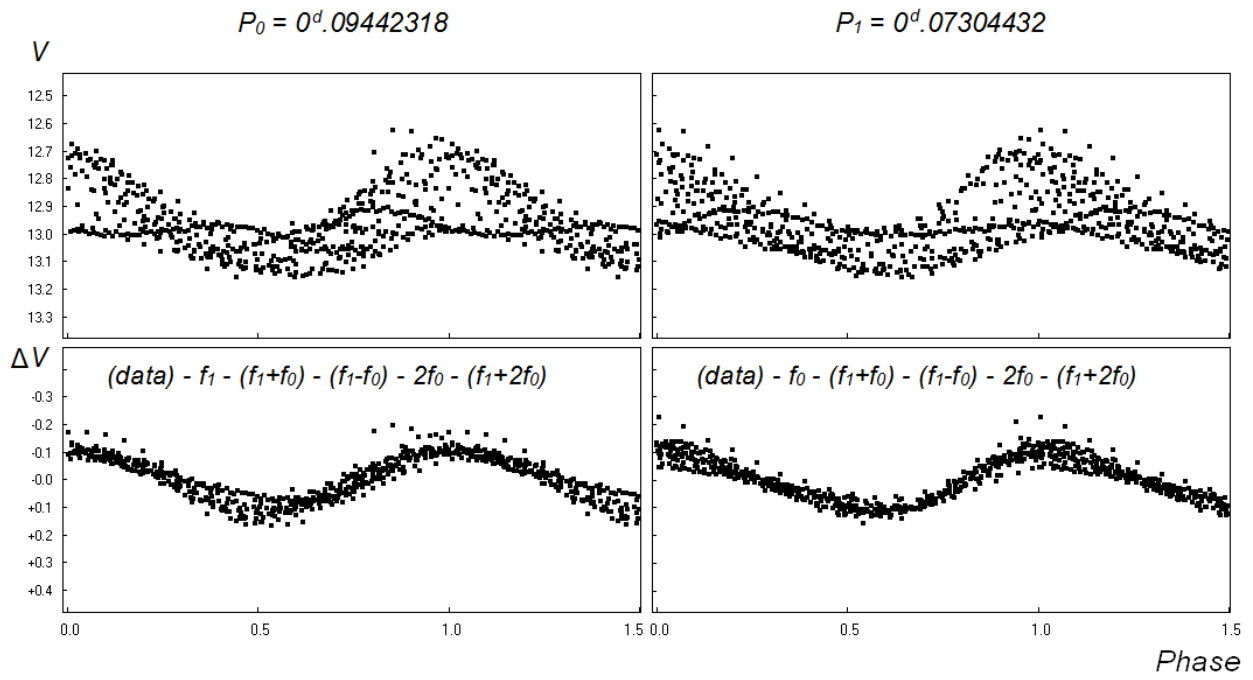 P₀ = 0ᵈ.09442318 P₁ = 0ᵈ.07304432
V
12.5
12.6
12.7
12.8
12.9
13.0
13.1
13.2
13.3
ΔV
(data) - f₁ - (f₁+f₀) - (f₁-f₀) - 2f₀ - (f₁+2f₀) (data) - f₀ - (f₁+f₀) - (f₁-f₀) - 2f₀ - (f₁+2f₀)
-0.3
-0.2
-0.1
-0.0
+0.1
+0.2
+0.3
+0.4
0.0 0.5 1.0 1.5 0.0 0.5 1.0 1.5
Phase